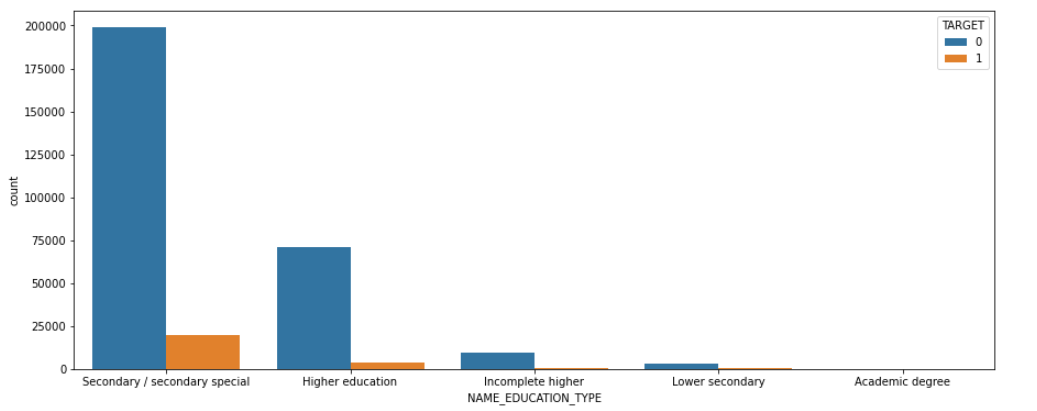 200000
175000
150000
125000
100000
75000
50000
25000
0
count
TARGET
0
1
Secondary / secondary special
Higher education
Incomplete higher
Lower secondary
Academic degree
NAME_EDUCATION_TYPE